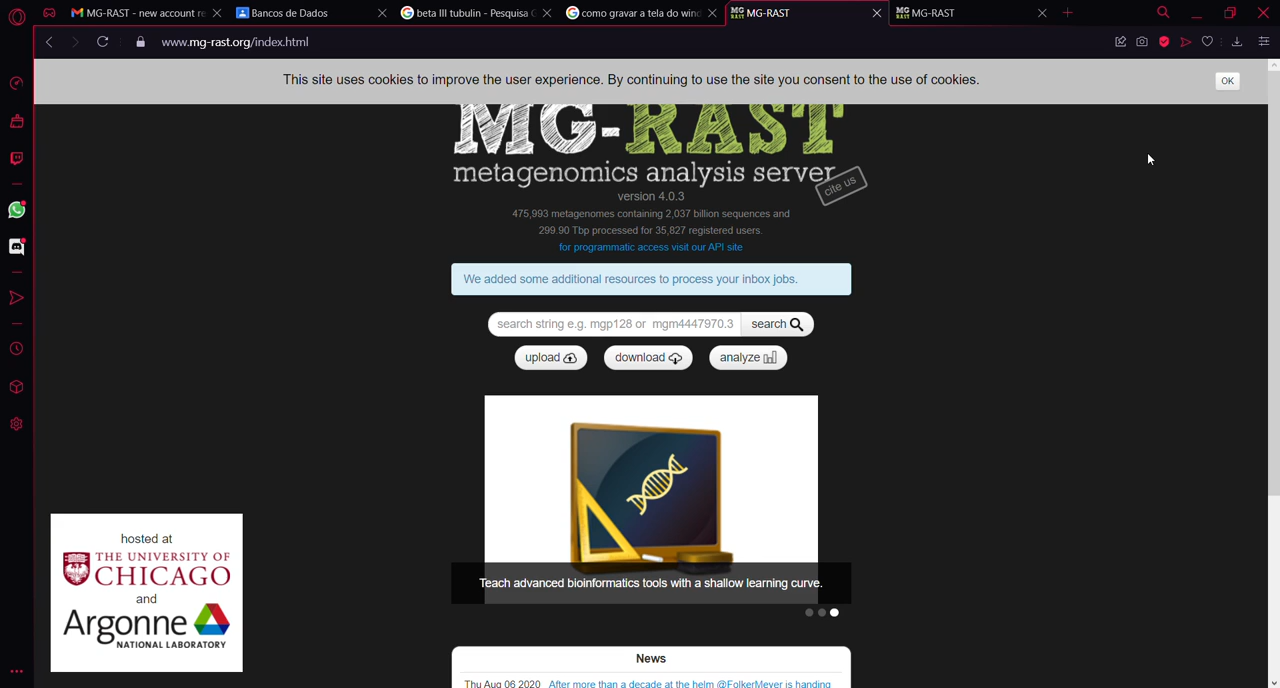 MG-RAST - new account re
Bancos de Dados
beta III tubulin - Pesquisa G
como gravar a tela do wind
MG-RAST
MG-RAST
www.mg-rast.org/index.html
This site uses cookies to improve the user experience. By continuing to use the site you consent to the use of cookies.
OK
MG-RAST
metagenomics analysis server
cite us
version 4.0.3
475,993 metagenomes containing 2,037 billion sequences and
299.90 Tbp processed for 35,827 registered users.
for programmatic access visit our API site
We added some additional resources to process your inbox jobs.
search string e.g. mgp128 or mgm4447970.3
search
upload
download
analyze
Teach advanced bioinformatics tools with a shallow learning curve.
hosted at
THE UNIVERSITY OF
CHICAGO
and
Argonne
NATIONAL LABORATORY
News
Thu Aug 06 2020 After more than a decade at the helm @FolkerMeyer is handing